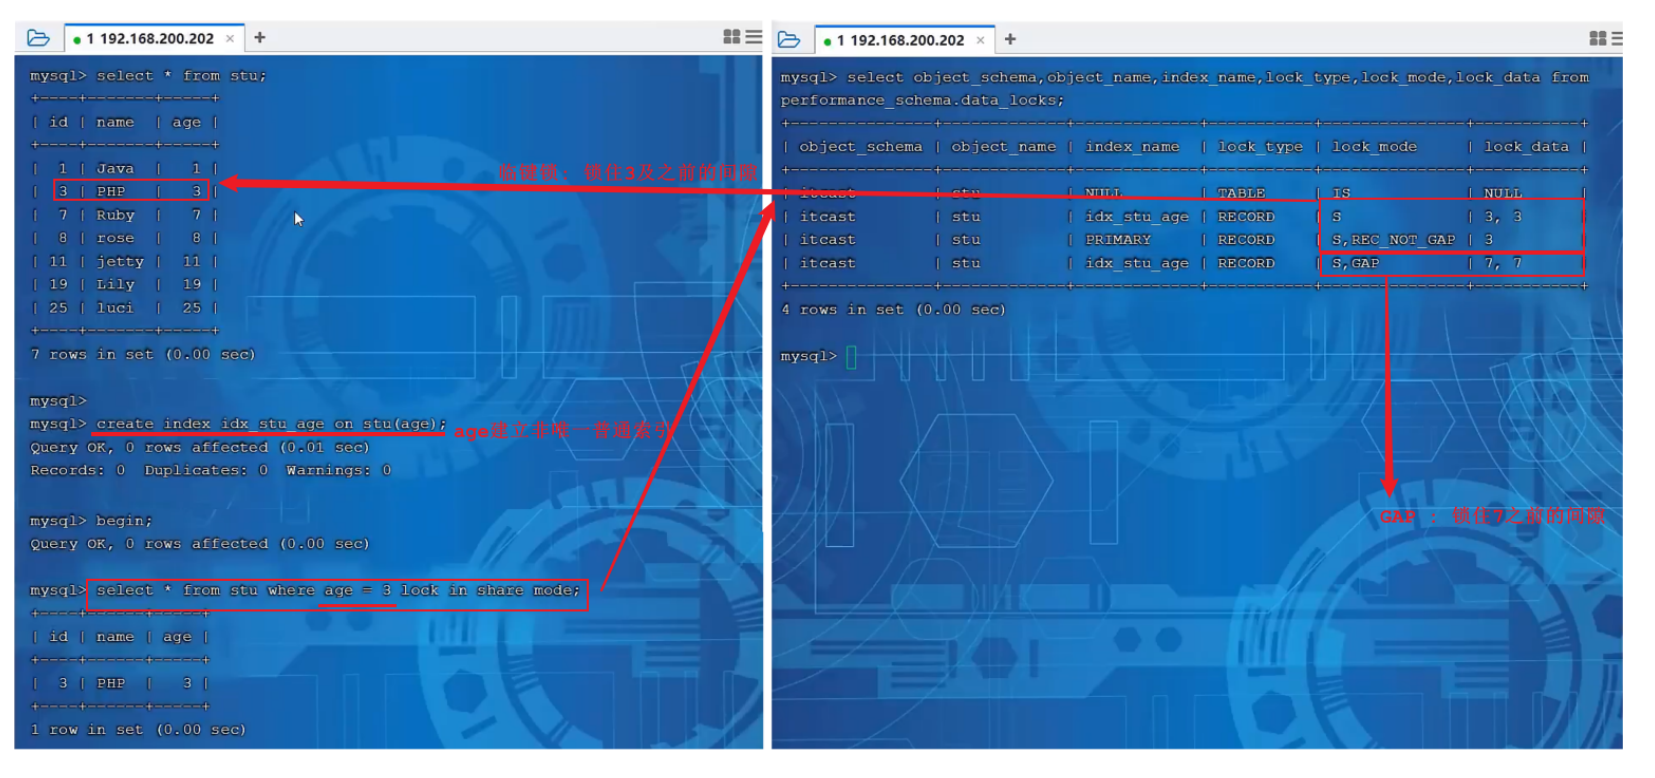 1 192.168.200.202 × +
mysql> select * from stu;
+----+-------+-----+
| id | name  | age |
+----+-------+-----+
|  1 | Java  |   1 |
|  3 | PHP   |   3 |
|  7 | Ruby  |   7 |
|  8 | rose  |   8 |
| 11 | jetty |  11 |
| 19 | Lily  |  19 |
| 25 | luci  |  25 |
+----+-------+-----+
7 rows in set (0.00 sec)
mysql>
mysql> create index idx_stu_age on stu(age);
age建立非唯一普通索引
Query OK, 0 rows affected (0.01 sec)
Records: 0  Duplicates: 0  Warnings: 0
mysql> begin;
Query OK, 0 rows affected (0.00 sec)
mysql> select * from stu where age = 3 lock in share mode;
+----+------+-----+
| id | name | age |
+----+------+-----+
|  3 | PHP  |   3 |
+----+------+-----+
1 row in set (0.00 sec)
临键锁: 锁住3及之前的间隙
1 192.168.200.202 × +
mysql> select object_schema,object_name,index_name,lock_type,lock_mode,lock_data from
performance_schema.data_locks;
+---------------+-------------+-------------+-----------+---------------+-----------+
| object_schema | object_name | index_name  | lock_type | lock_mode     | lock_data |
+---------------+-------------+-------------+-----------+---------------+-----------+
| itcast        | stu         | NULL        | TABLE     | IS            | NULL      |
| itcast        | stu         | idx_stu_age | RECORD    | S             | 3, 3      |
| itcast        | stu         | PRIMARY     | RECORD    | S,REC_NOT_GAP | 3         |
| itcast        | stu         | idx_stu_age | RECORD    | S,GAP         | 7, 7      |
+---------------+-------------+-------------+-----------+---------------+-----------+
4 rows in set (0.00 sec)
mysql>
GAP : 锁住7之前的间隙